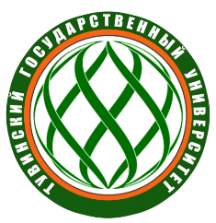 ТУВИНСКИЙ ГОСУДАРСТВЕННЫЙ УНИВЕРСИТЕТ